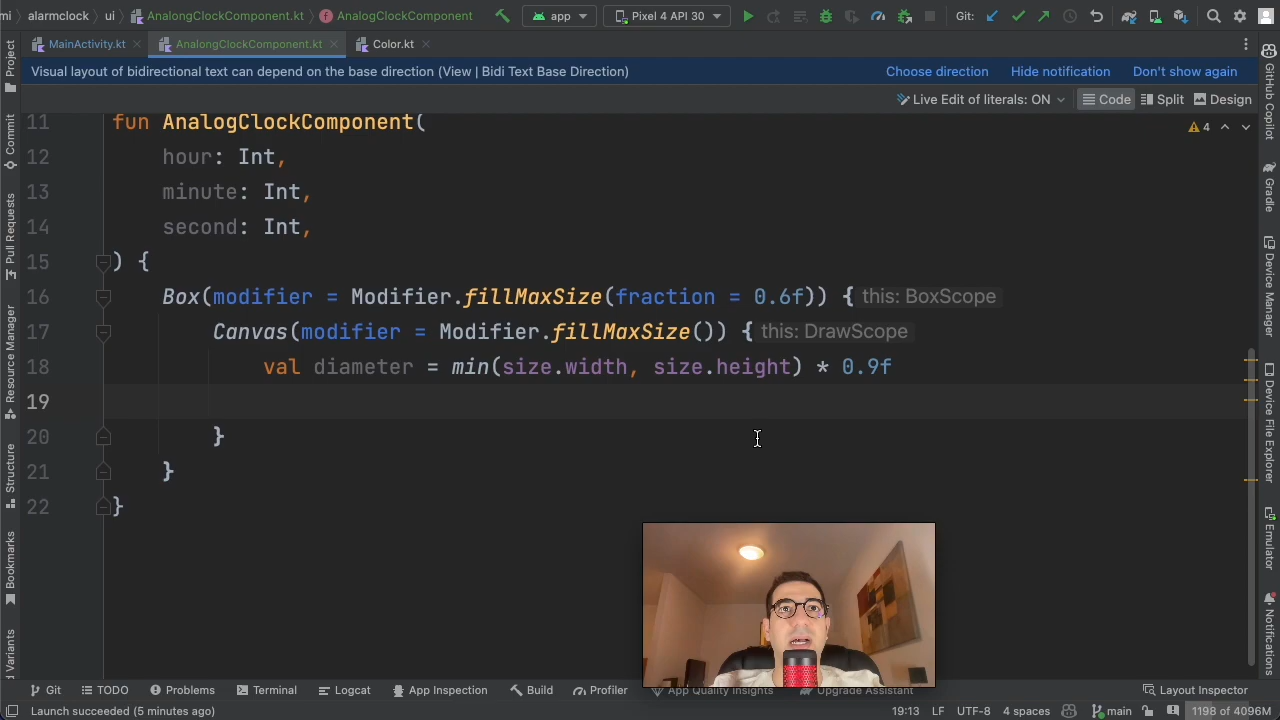 mi
alarmclock
ui
AnalongClockComponent.kt
AnalogClockComponent
app
Pixel 4 API 30
Git:
MainActivity.kt
AnalongClockComponent.kt
Color.kt
Visual layout of bidirectional text can depend on the base direction (View | Bidi Text Base Direction)
Choose direction
Hide notification
Don't show again
Live Edit of literals: ON
Code
Split
Design
4
11 fun AnalogClockComponent(
12 hour: Int,
13 minute: Int,
14 second: Int,
15 ) {
16 Box(modifier = Modifier.fillMaxSize(fraction = 0.6f)) { this: BoxScope
17 Canvas(modifier = Modifier.fillMaxSize()) { this: DrawScope
18 val diameter = min(size.width, size.height) * 0.9f
19
20 }
21 }
22 }
Project
Commit
Pull Requests
Resource Manager
Structure
Bookmarks
Variants
GitHub Copilot
Gradle
Device Manager
Device File Explorer
Emulator
Notifications
Git
TODO
Problems
Terminal
Logcat
App Inspection
Build
Profiler
App Quality Insights
Upgrade Assistant
Layout Inspector
Launch succeeded (5 minutes ago)
19:13
LF
UTF-8
4 spaces
main
1198 of 4096M